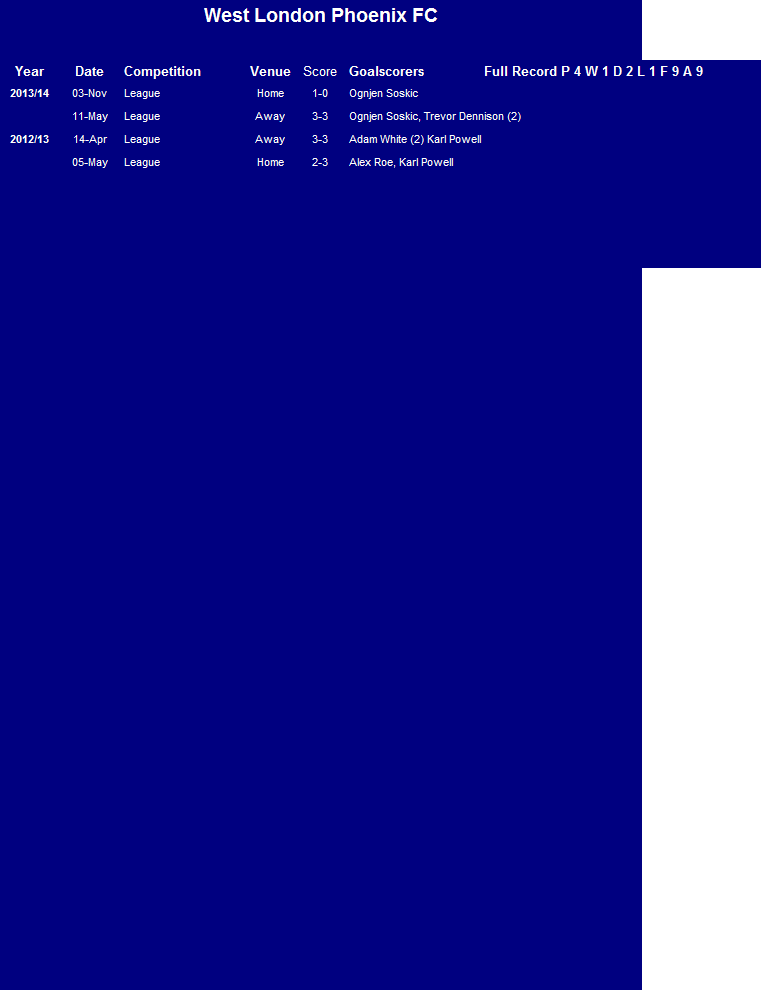 West London Phoenix FC
Year Date Competition Venue Score Goalscorers Full Record P 4 W 1 D 2 L 1 F 9 A 9
2013/14 03-Nov League Home 1-0 Ognjen Soskic
11-May League Away 3-3 Ognjen Soskic, Trevor Dennison (2)
2012/13 14-Apr League Away 3-3 Adam White (2) Karl Powell
05-May League Home 2-3 Alex Roe, Karl Powell